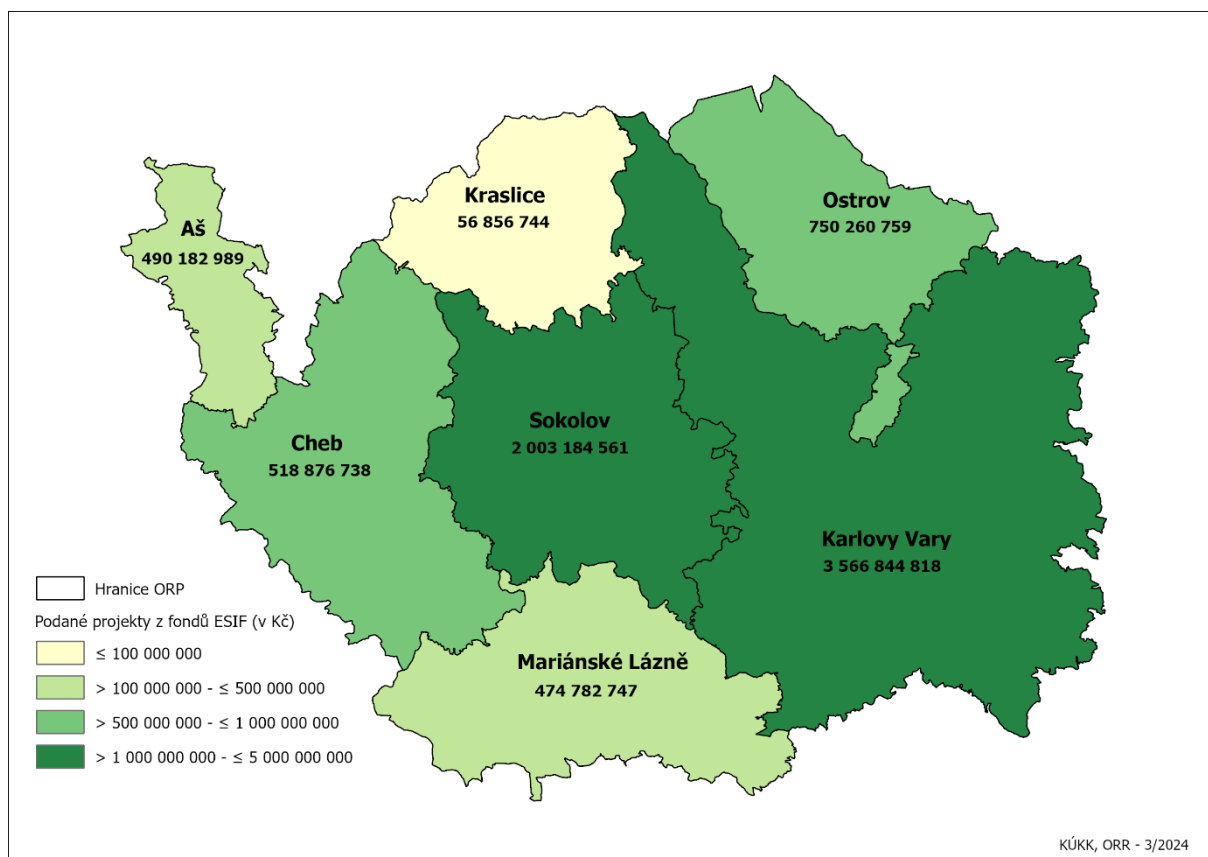 Kraslice
56 856 744
Ostrov
750 260 759
Aš
490 182 989
Sokolov
2 003 184 561
Cheb
518 876 738
Karlovy Vary
3 566 844 818
Mariánské Lázně
474 782 747
Hranice ORP
Podané projekty z fondů ESIF (v Kč)
≤ 100 000 000
> 100 000 000 - ≤ 500 000 000
> 500 000 000 - ≤ 1 000 000 000
> 1 000 000 000 - ≤ 5 000 000 000
KÚKK, ORR - 3/2024